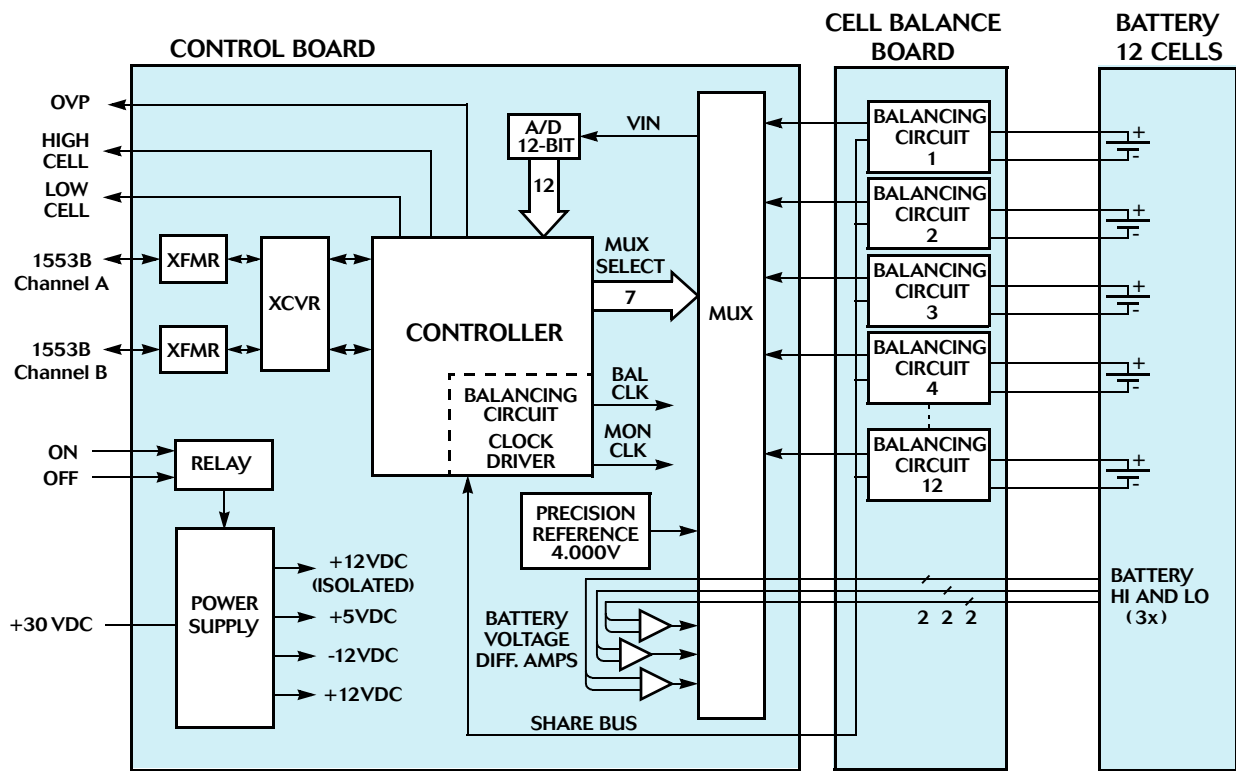 CONTROL BOARD
CELL BALANCE
BOARD
BATTERY
12 CELLS
OVP
HIGH
CELL
LOW
CELL
1553B
Channel A
1553B
Channel B
XFMR
XFMR
XCVR
A/D
12-BIT
VIN
12
CONTROLLER
MUX
SELECT
7
MUX
BALANCING
CIRCUIT
CLOCK
DRIVER
BAL
CLK
MON
CLK
ON
OFF
RELAY
PRECISION
REFERENCE
4.000V
+30 VDC
POWER
SUPPLY
+12VDC
(ISOLATED)
+5VDC
-12VDC
+12VDC
BATTERY
VOLTAGE
DIFF. AMPS
SHARE BUS
BALANCING
CIRCUIT
1
+
-
BALANCING
CIRCUIT
2
+
-
BALANCING
CIRCUIT
3
+
-
BALANCING
CIRCUIT
4
+
-
BALANCING
CIRCUIT
12
+
-
2 2 2
BATTERY
HI AND LO
(3x)